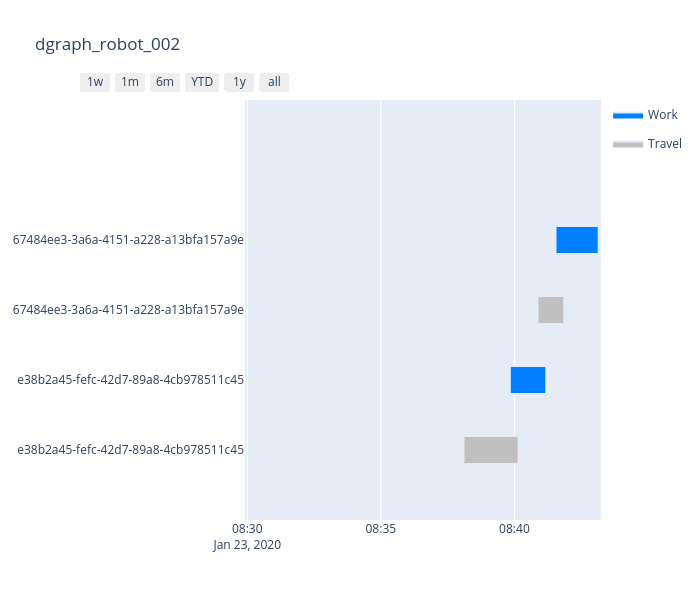 dgraph_robot_002
1w 1m 6m YTD 1y all
Work
Travel
67484ee3-3a6a-4151-a228-a13bfa157a9e
67484ee3-3a6a-4151-a228-a13bfa157a9e
e38b2a45-fefc-42d7-89a8-4cb978511c45
e38b2a45-fefc-42d7-89a8-4cb978511c45
08:30 08:35 08:40
Jan 23, 2020